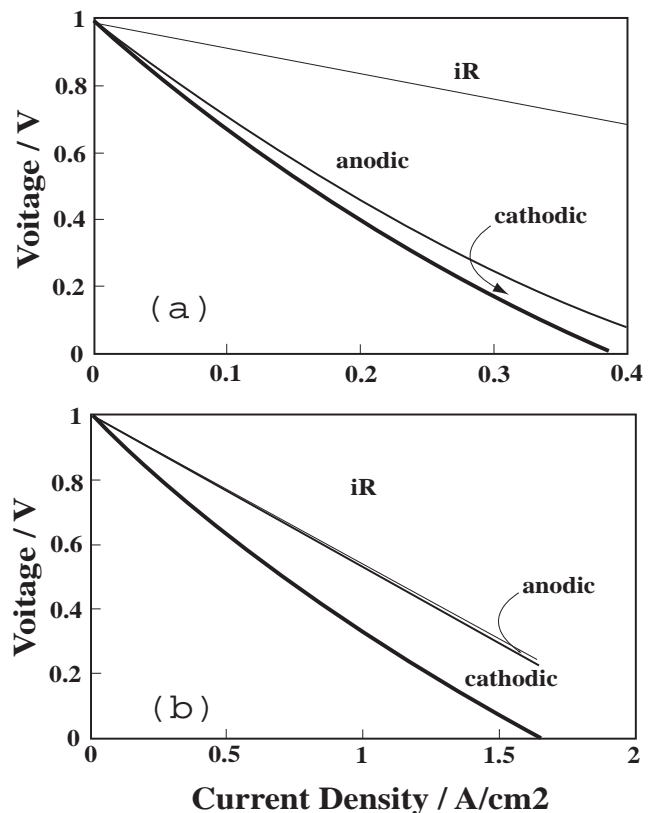 1
0.8
0.6
0.4
0.2
0
Voitage / V
iR
anodic
cathodic
(a)
0 0.1 0.2 0.3 0.4
1
0.8
0.6
0.4
0.2
0
Voitage / V
iR
anodic
cathodic
(b)
0 0.5 1 1.5 2
Current Density / A/cm2